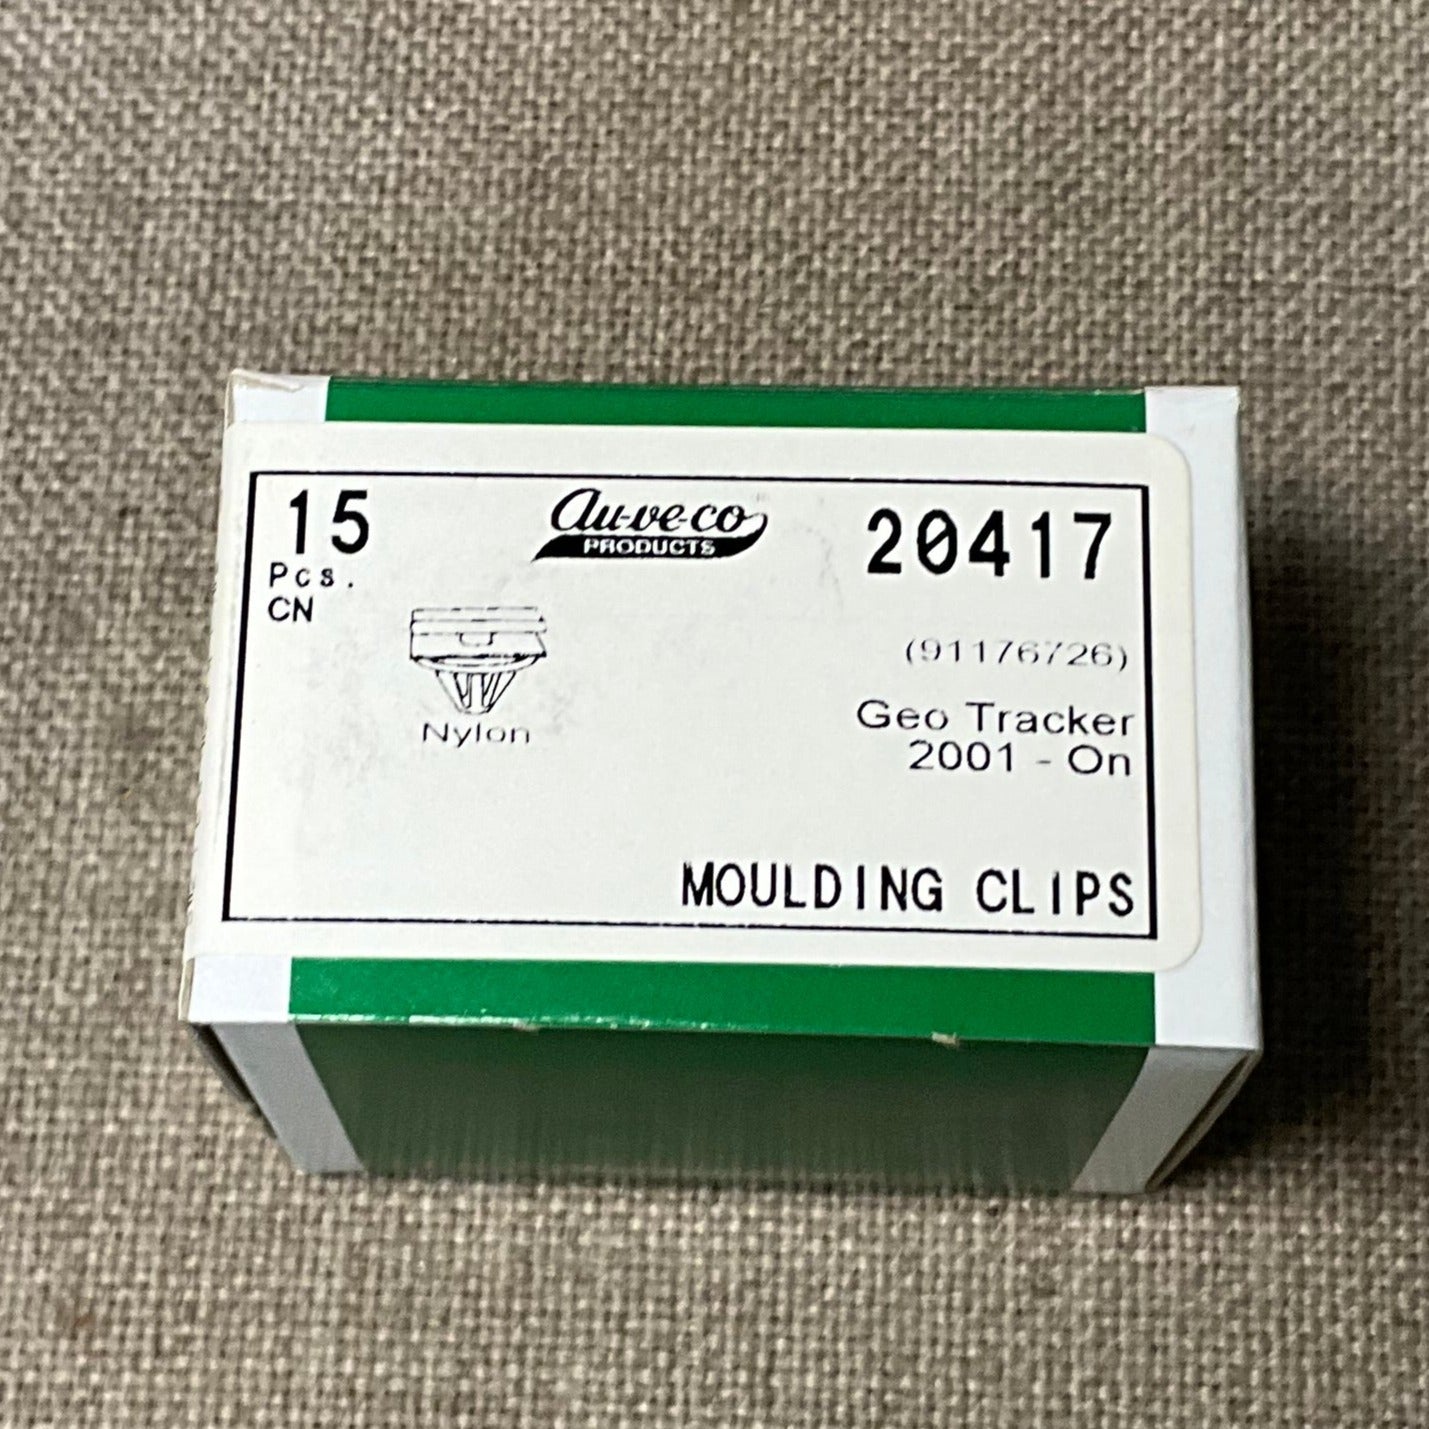 15
Pcs.
CN
au-ve-co
PRODUCTS
20417
Nylon
(91176726)
Geo Tracker
2001 - On
MOULDING CLIPS